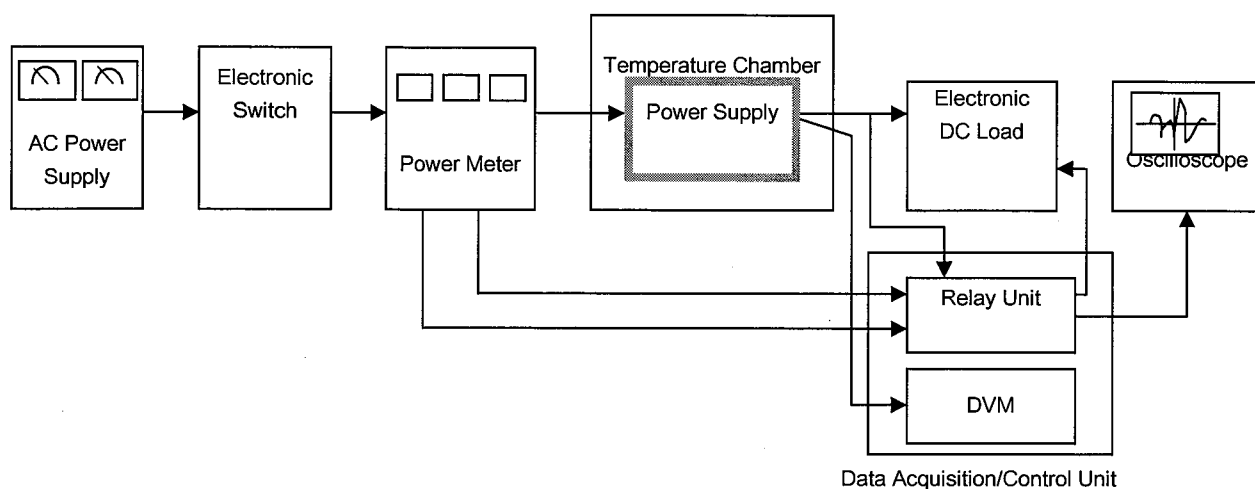 AC Power
Supply
Electronic
Switch
Power Meter
Temperature Chamber
Power Supply
Electronic
DC Load
Oscilloscope
Relay Unit
DVM
Data Acquisition/Control Unit